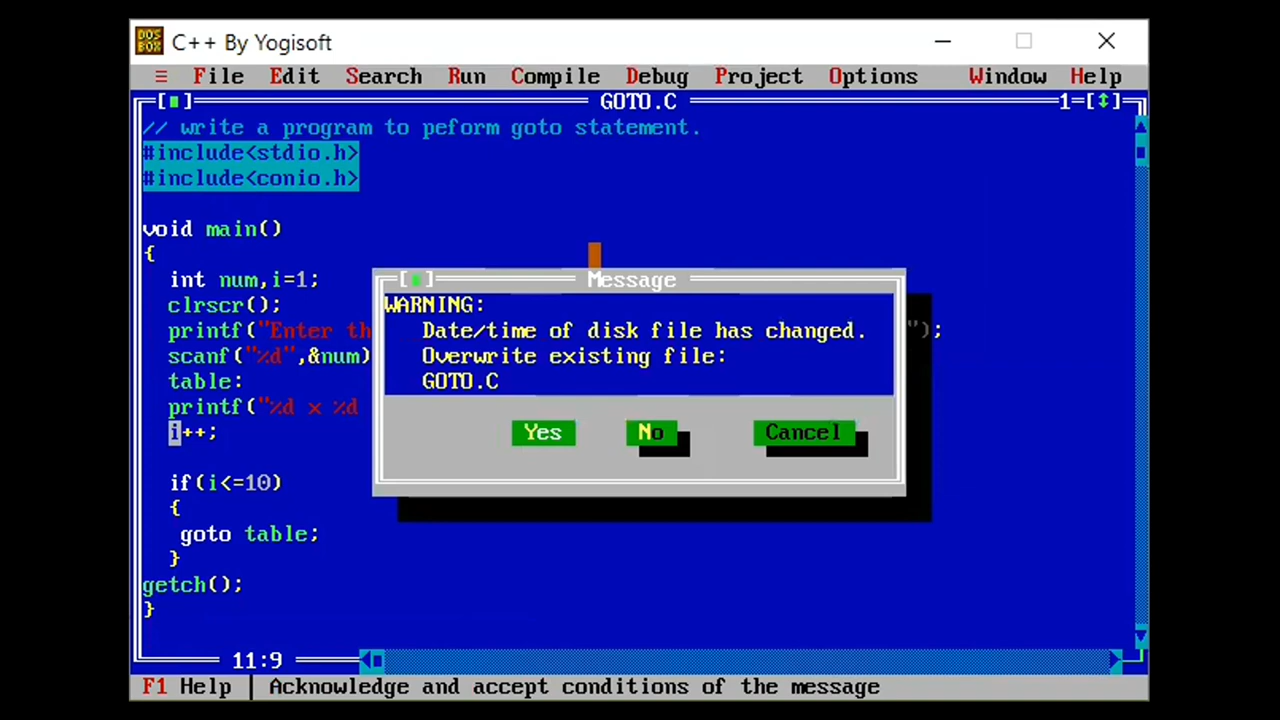 C++ By Yogisoft
≡ File Edit Search Run Compile Debug Project Options Window Help
GOTO.C 1=[↕]
// write a program to peform goto statement.
#include<stdio.h>
#include<conio.h>
void main()
{
int num,i=1;
clrscr();
printf("Enter th ");
scanf("%d",&num)
table:
printf("%d x %d
i++;
if(i<=10)
{
goto table;
}
getch();
}
Message
WARNING:
Date/time of disk file has changed.
Overwrite existing file:
GOTO.C
Yes No Cancel
11:9
F1 Help | Acknowledge and accept conditions of the message